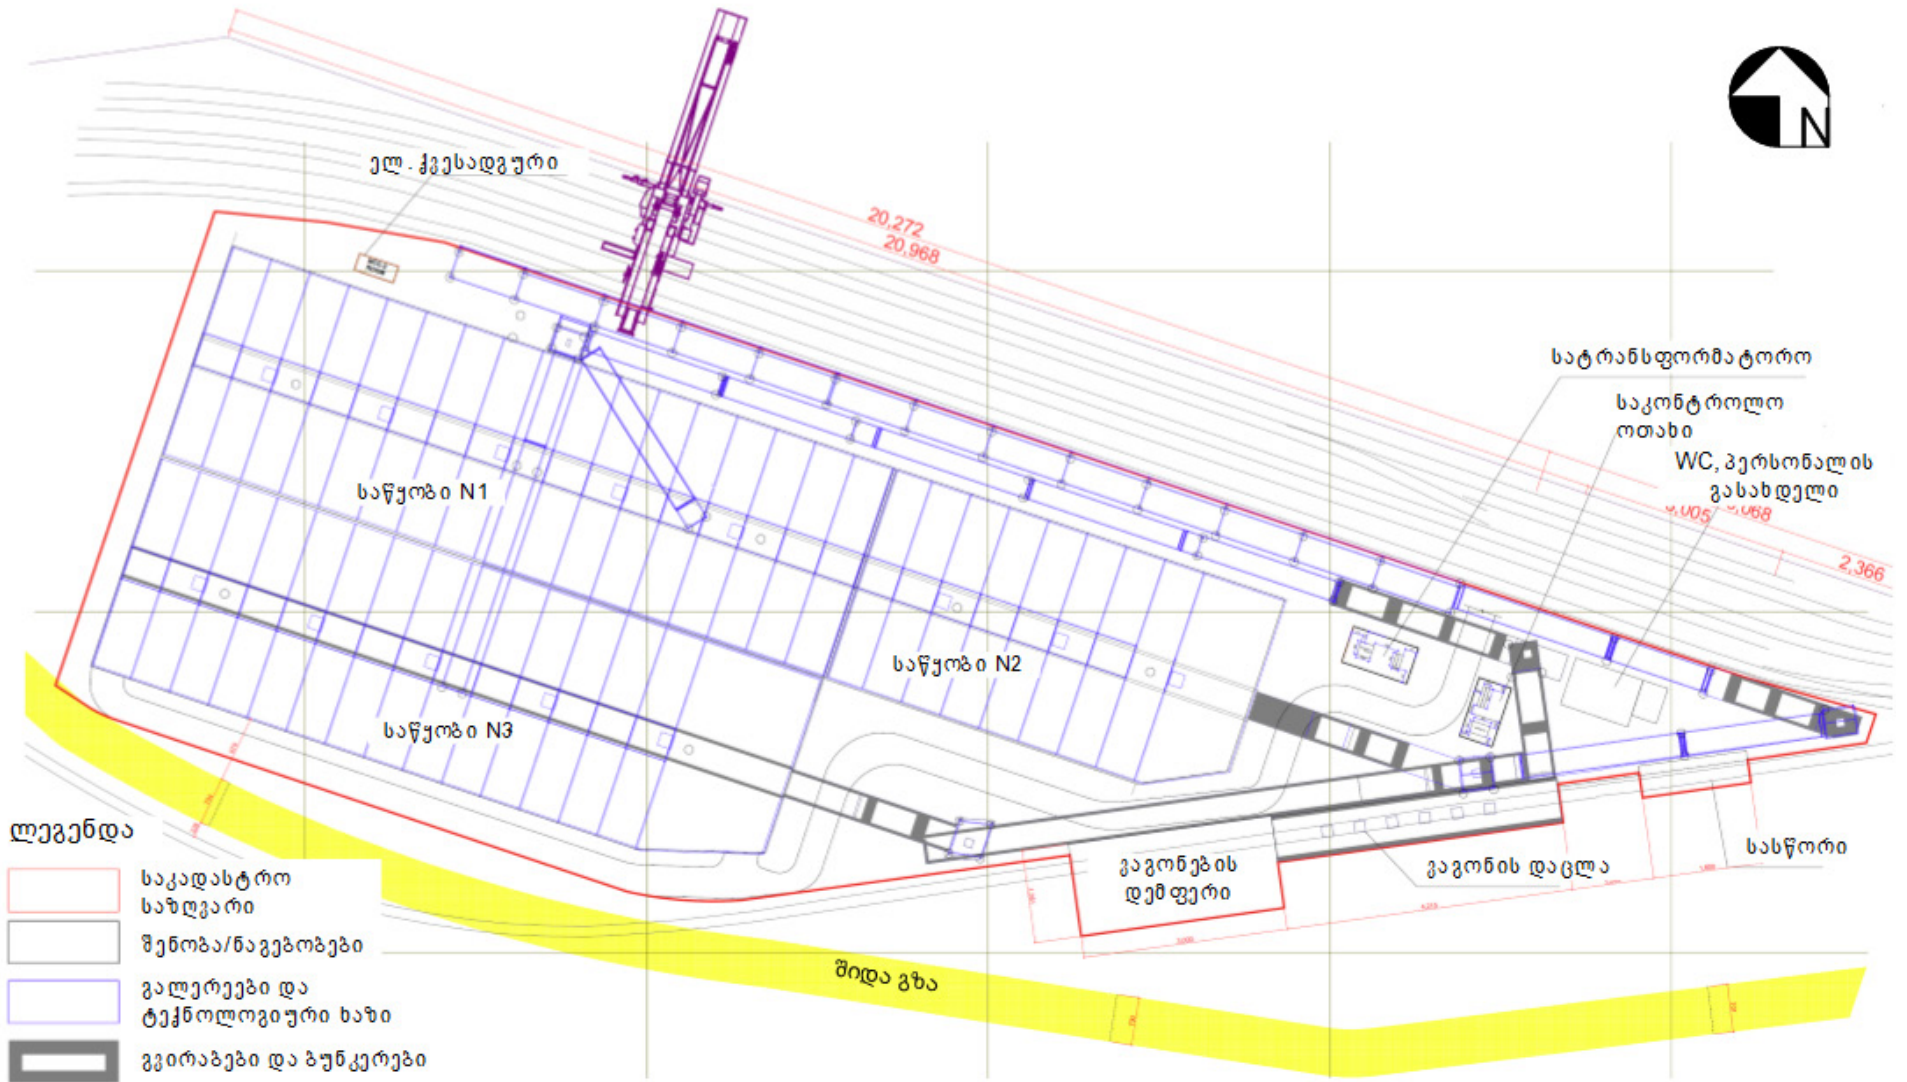 N
ელ. ქვესადგური
20,272
20,968
სატრანსფორმატორო
საკონტროლო
ოთახი
WC, პერსონალის
გასახდელი
2,366
საწყობი N1
საწყობი N2
საწყობი N3
ვაგონების
დემფერი
ვაგონის დაცლა
სასწორი
შიდა გზა
ლეგენდა
საკადასტრო
საზღვარი
შენობა/ნაგებობები
გალერეები და
ტექნოლოგიური ხაზი
გვირაბები და ბუნკერები